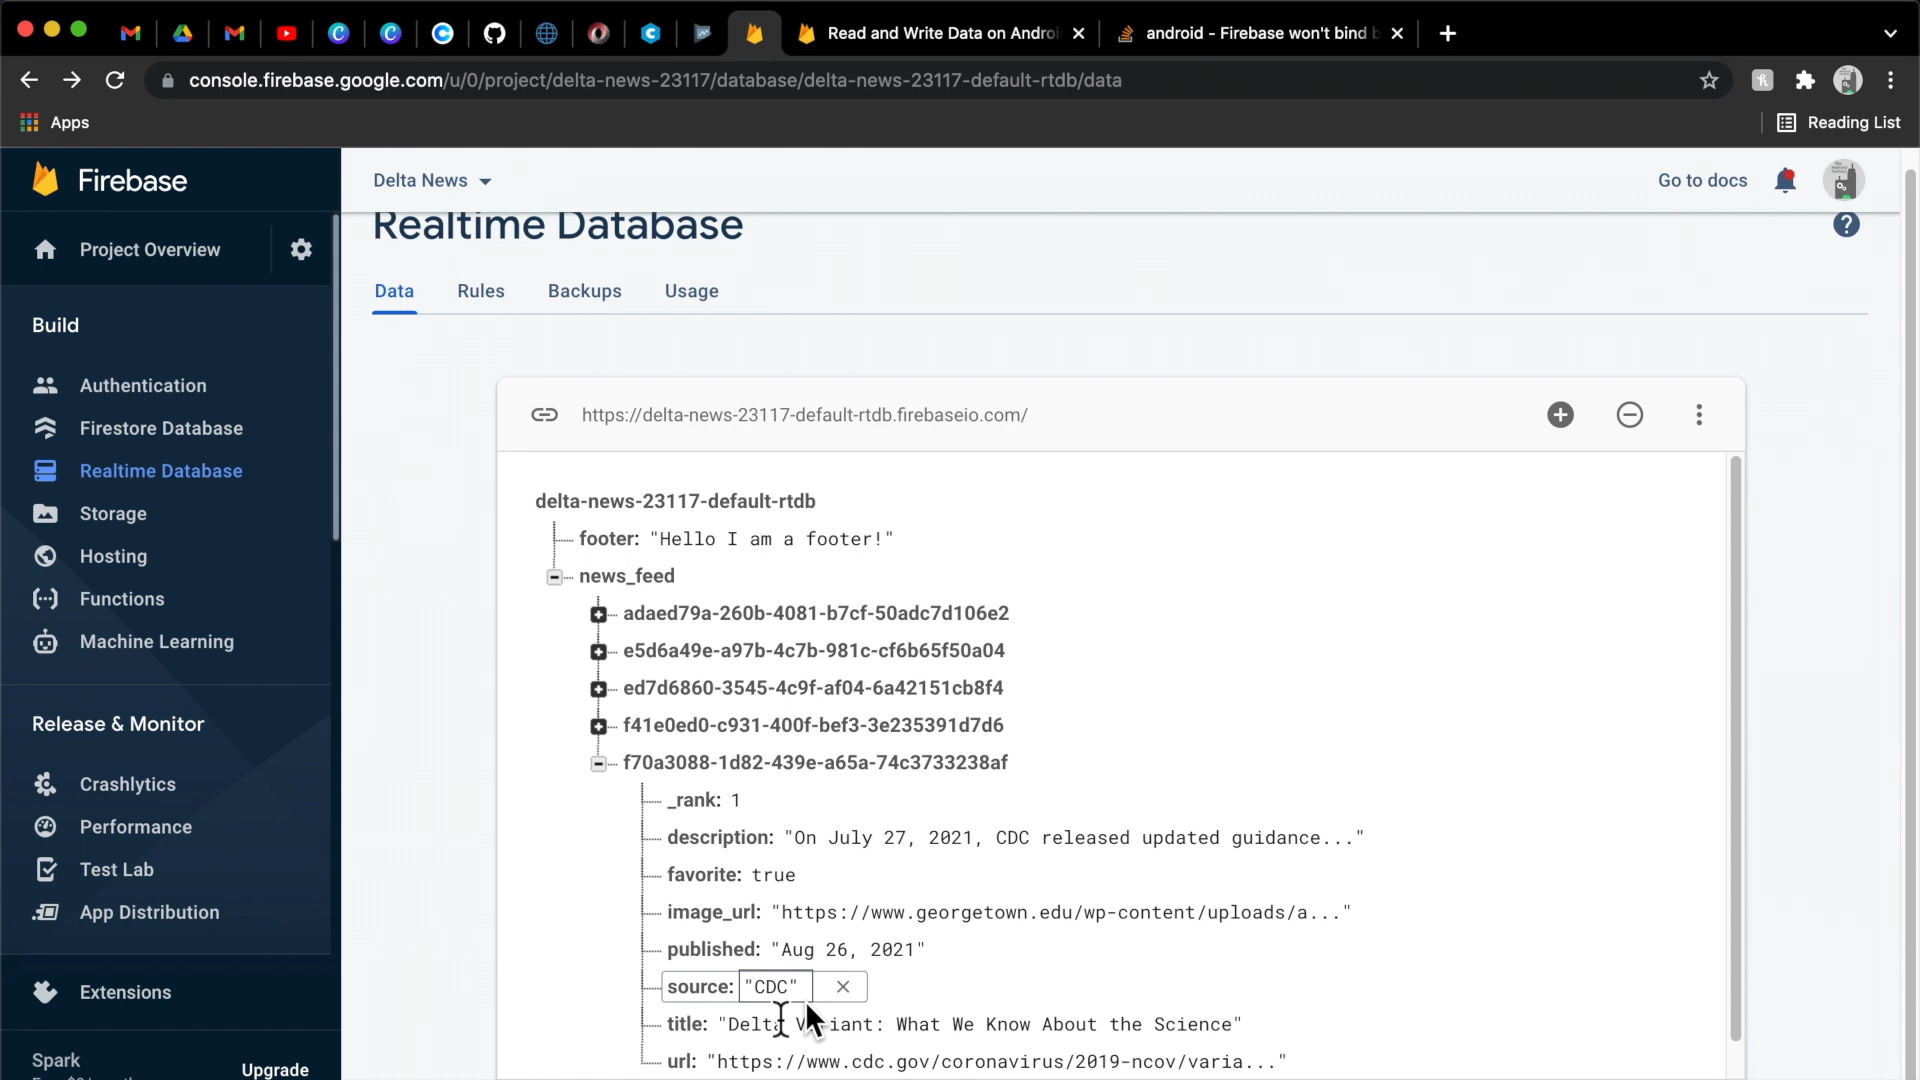 Read and Write Data on Androi
android - Firebase won't bind b
console.firebase.google.com/u/0/project/delta-news-23117/database/delta-news-23117-default-rtdb/data
Apps
Reading List
Firebase
Delta News
Go to docs
Project Overview
Realtime Database
Data Rules Backups Usage
Build
Authentication
Firestore Database
Realtime Database
Storage
Hosting
Functions
Machine Learning
Release & Monitor
Crashlytics
Performance
Test Lab
App Distribution
Extensions
Spark
Upgrade
https://delta-news-23117-default-rtdb.firebaseio.com/
delta-news-23117-default-rtdb
footer: "Hello I am a footer!"
news_feed
adaed79a-260b-4081-b7cf-50adc7d106e2
e5d6a49e-a97b-4c7b-981c-cf6b65f50a04
ed7d6860-3545-4c9f-af04-6a42151cb8f4
f41e0ed0-c931-400f-bef3-3e235391d7d6
f70a3088-1d82-439e-a65a-74c3733238af
_rank: 1
description: "On July 27, 2021, CDC released updated guidance..."
favorite: true
image_url: "https://www.georgetown.edu/wp-content/uploads/a..."
published: "Aug 26, 2021"
source: "CDC"
title: "Delta Variant: What We Know About the Science"
url: "https://www.cdc.gov/coronavirus/2019-ncov/varia..."